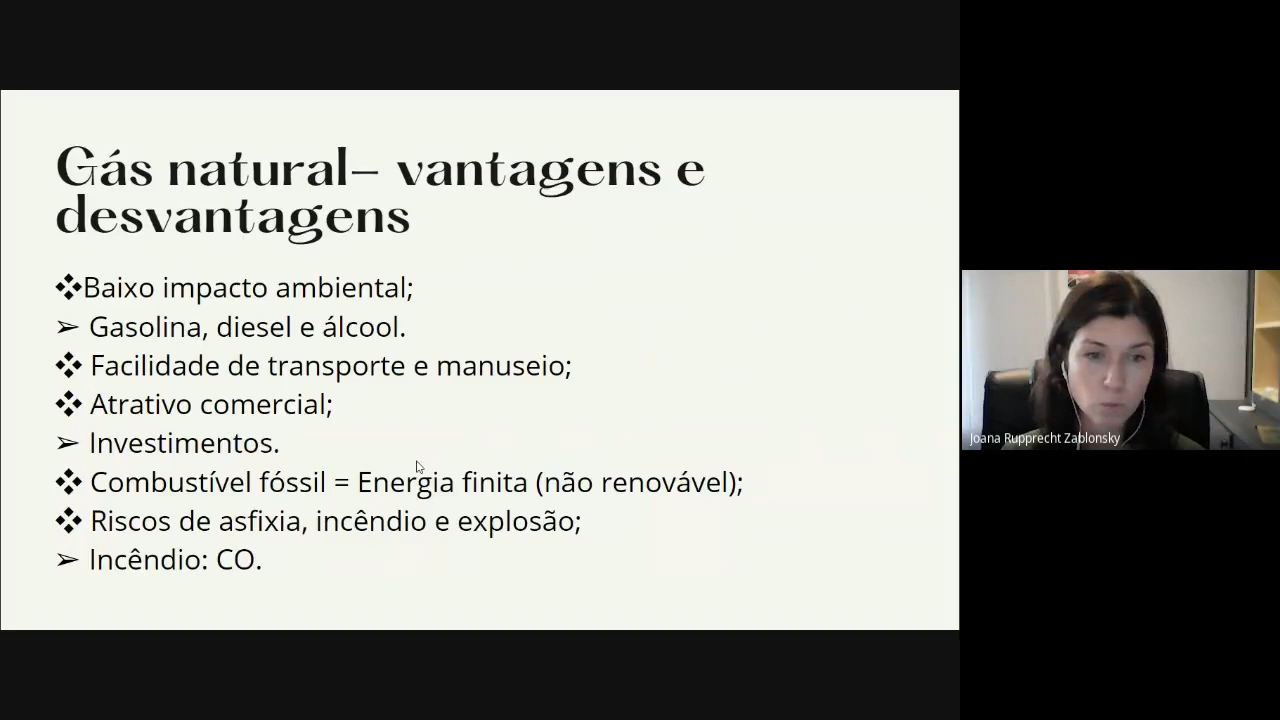 Gás natural– vantagens e
desvantagens
❖Baixo impacto ambiental;
➢ Gasolina, diesel e álcool.
❖ Facilidade de transporte e manuseio;
❖ Atrativo comercial;
➢ Investimentos.
❖ Combustível fóssil = Energia finita (não renovável);
❖ Riscos de asfixia, incêndio e explosão;
➢ Incêndio: CO.
Joana Rupprecht Zablonsky